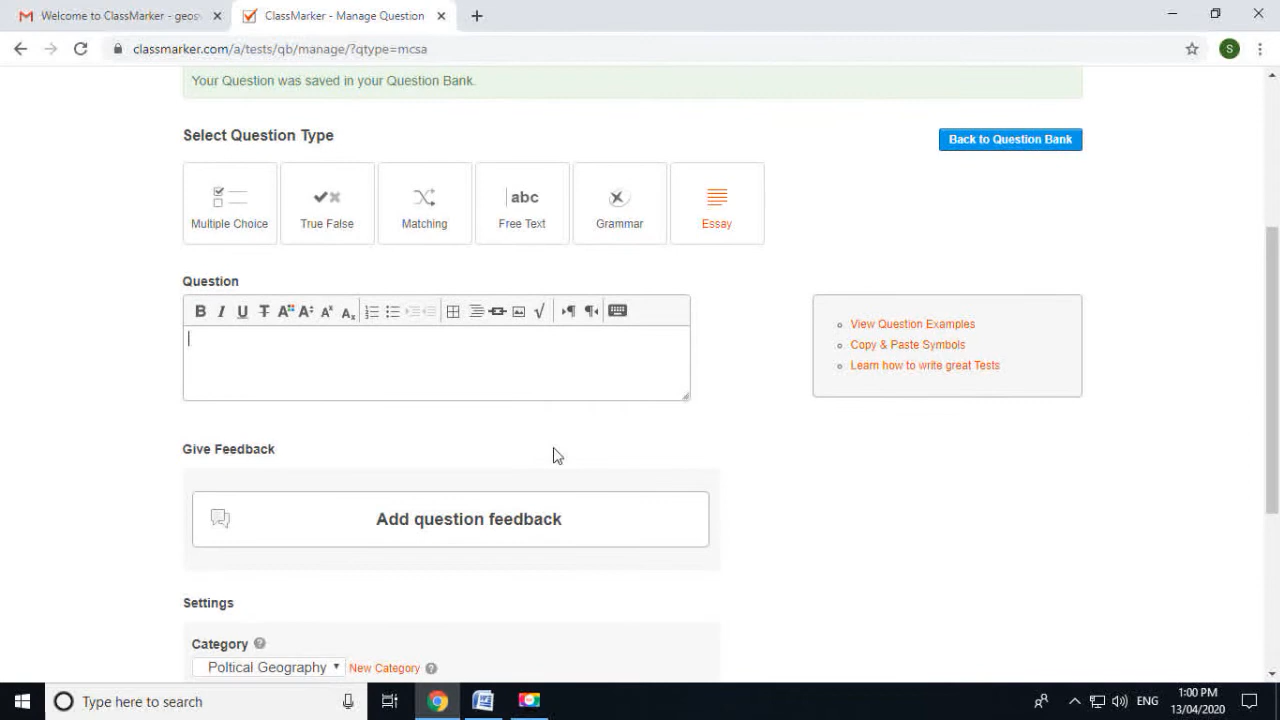 Welcome to ClassMarker - geos
ClassMarker - Manage Question
classmarker.com/a/tests/qb/manage/?qtype=mcsa
S
Your Question was saved in your Question Bank.
Select Question Type
Back to Question Bank
Multiple Choice
True False
Matching
abc
Free Text
Grammar
Essay
Question
B I U T A A A A
View Question Examples
Copy & Paste Symbols
Learn how to write great Tests
Give Feedback
Add question feedback
Settings
Category
Poltical Geography New Category
Type here to search
ENG
1:00 PM
13/04/2020